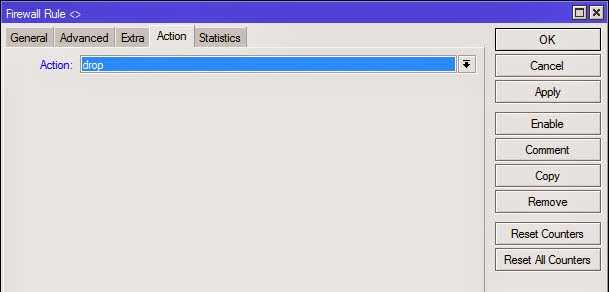 Firewall Rule <>
General Advanced Extra Action Statistics
Action: drop
OK
Cancel
Apply
Enable
Comment
Copy
Remove
Reset Counters
Reset All Counters